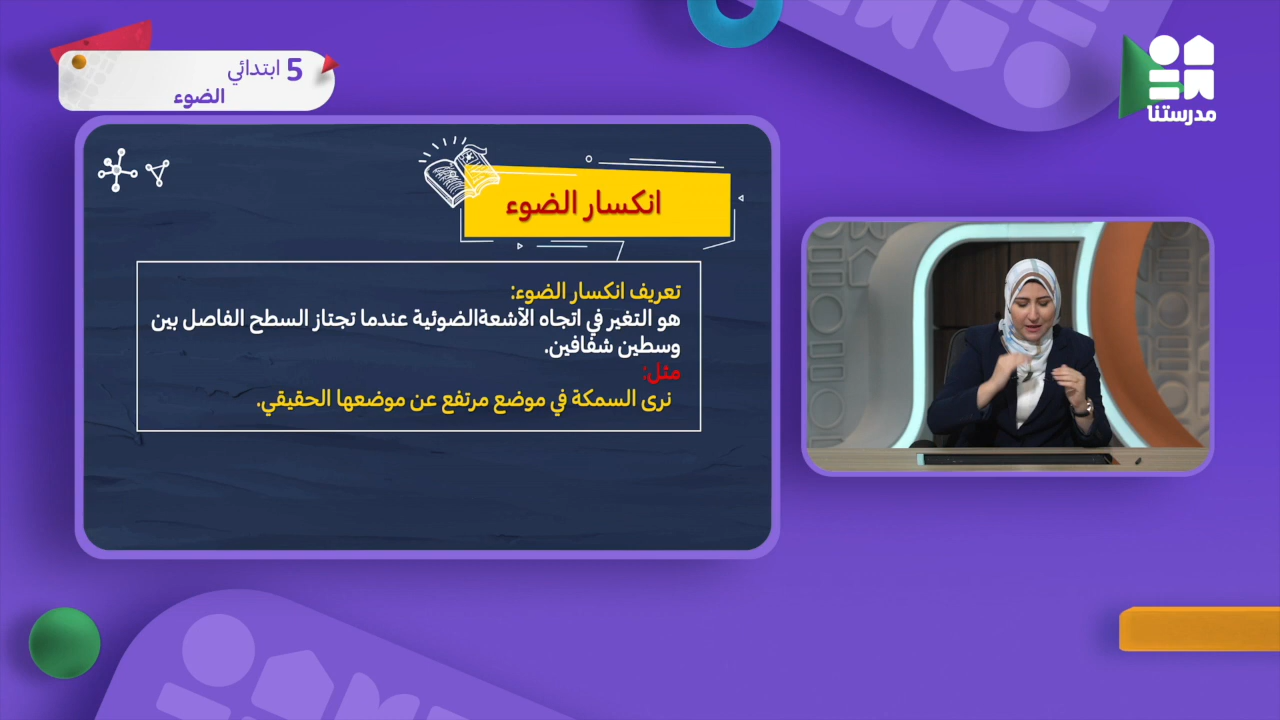 5 ابتدائي
الضوء
مدرستنا
انكسار الضوء
تعريف انكسار الضوء:
هو التغير في اتجاه الآشعةالضوئية عندما تجتاز السطح الفاصل بين
وسطين شفافين.
مثل:
نرى السمكة في موضع مرتفع عن موضعها الحقيقي.